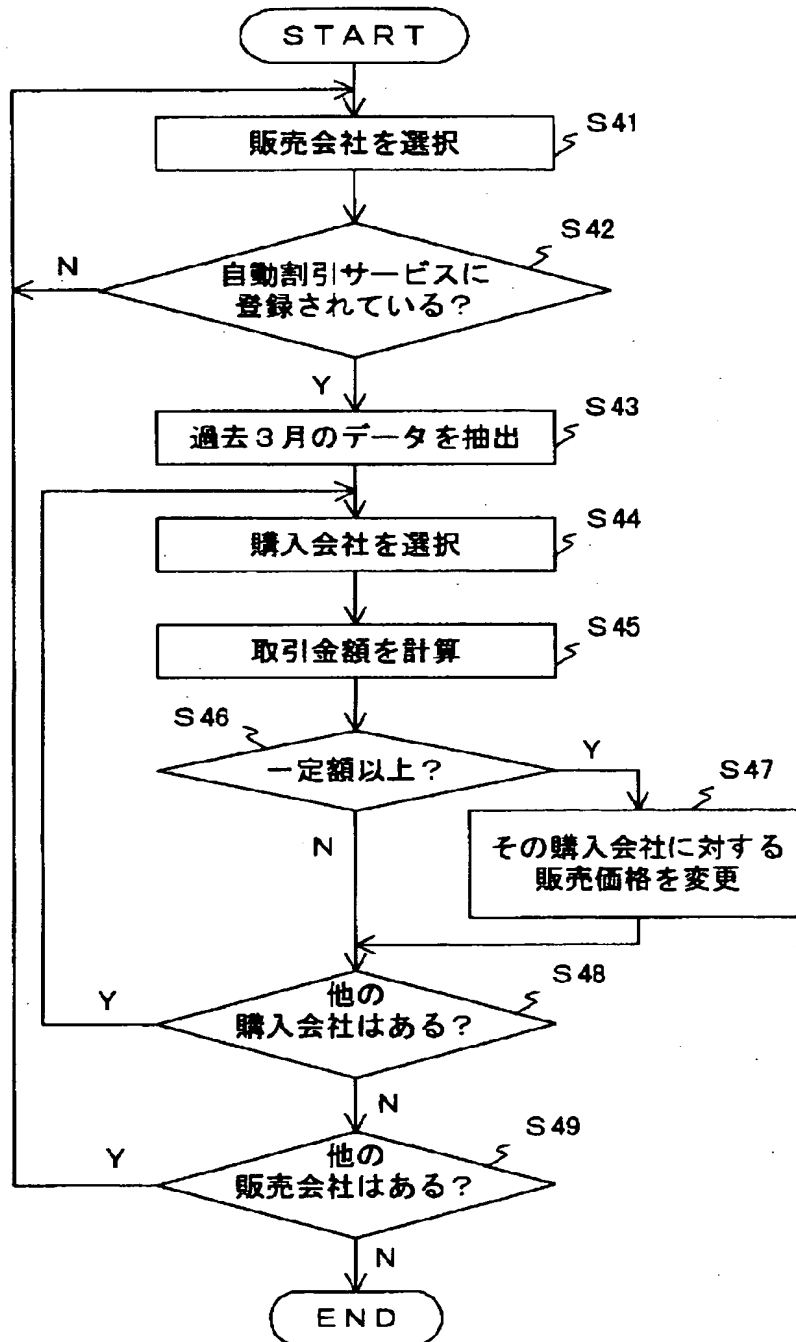 START
販売会社を選択
S41
S42
自動割引サービスに
登録されている?
N
Y
過去3月のデータを抽出
S43
購入会社を選択
S44
取引金額を計算
S45
S46
一定額以上?
Y
N
S47
その購入会社に対する
販売価格を変更
S48
他の
購入会社はある?
Y
N
S49
他の
販売会社はある?
Y
N
END